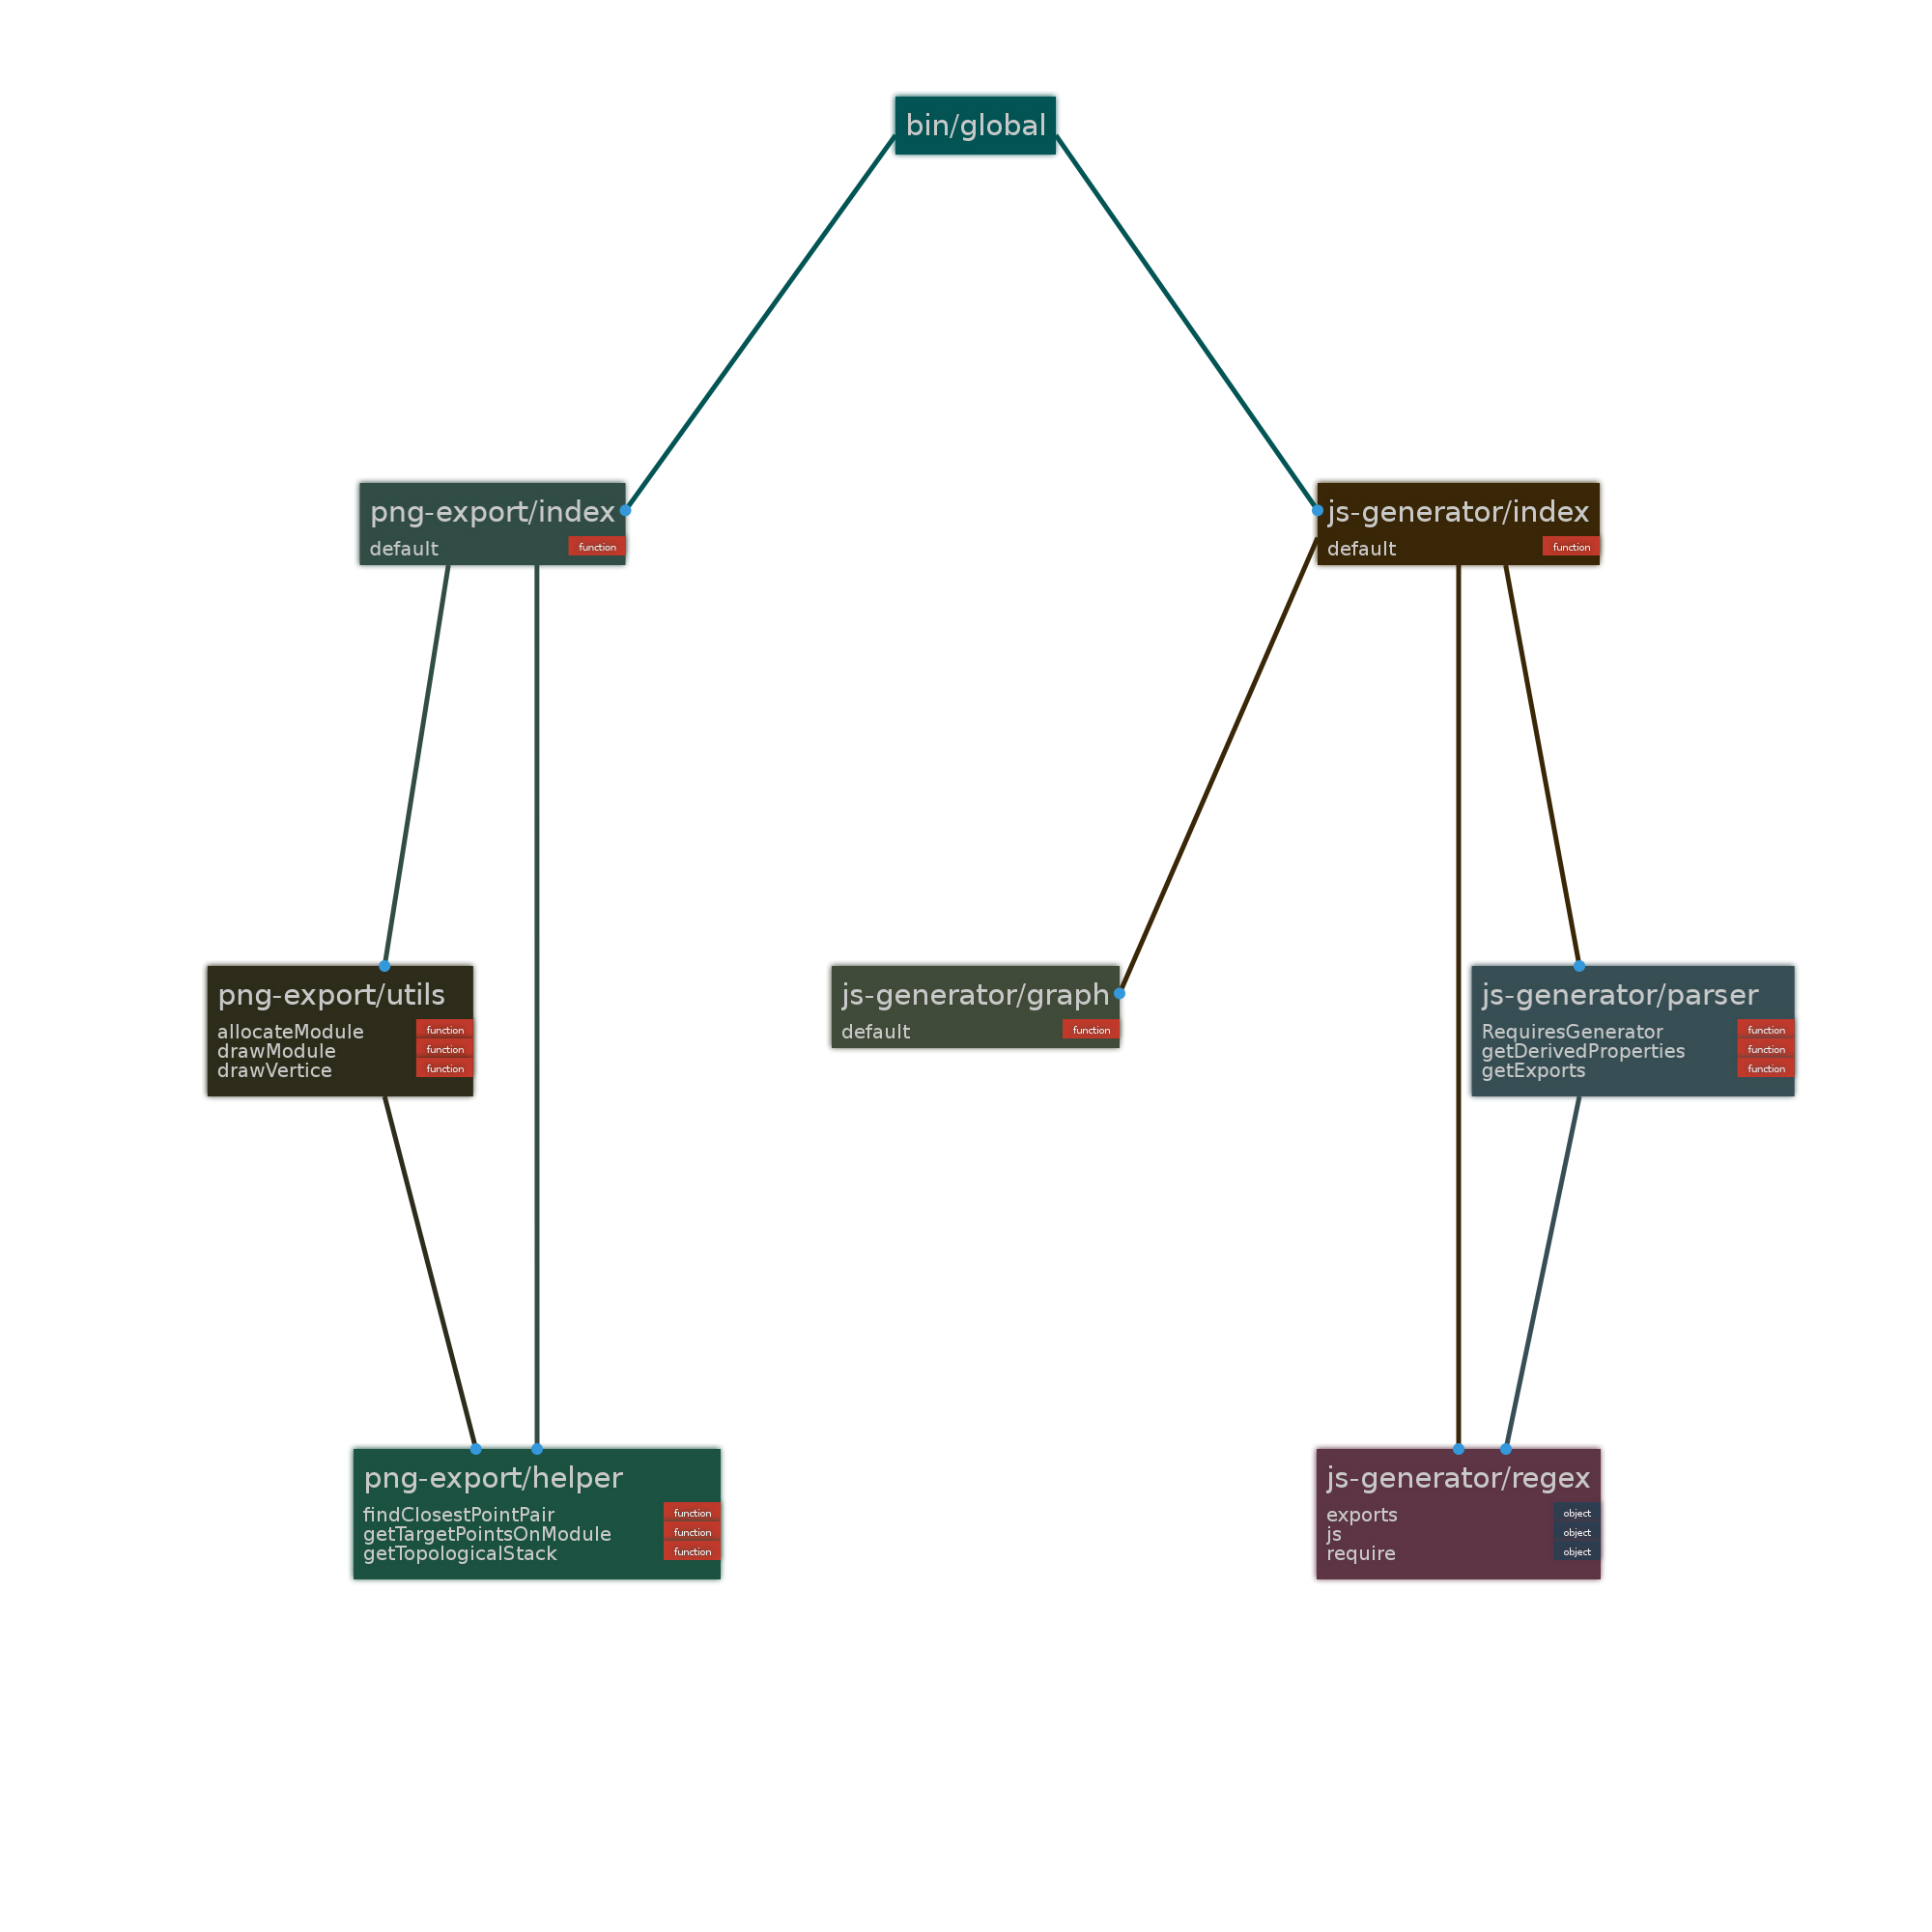 bin/global
png-export/index
default function
js-generator/index
default function
png-export/utils
allocateModule function
drawModule function
drawVertice function
js-generator/graph
default function
js-generator/parser
RequiresGenerator function
getDerivedProperties function
getExports function
png-export/helper
findClosestPointPair function
getTargetPointsOnModule function
getTopologicalStack function
js-generator/regex
exports object
js object
require object